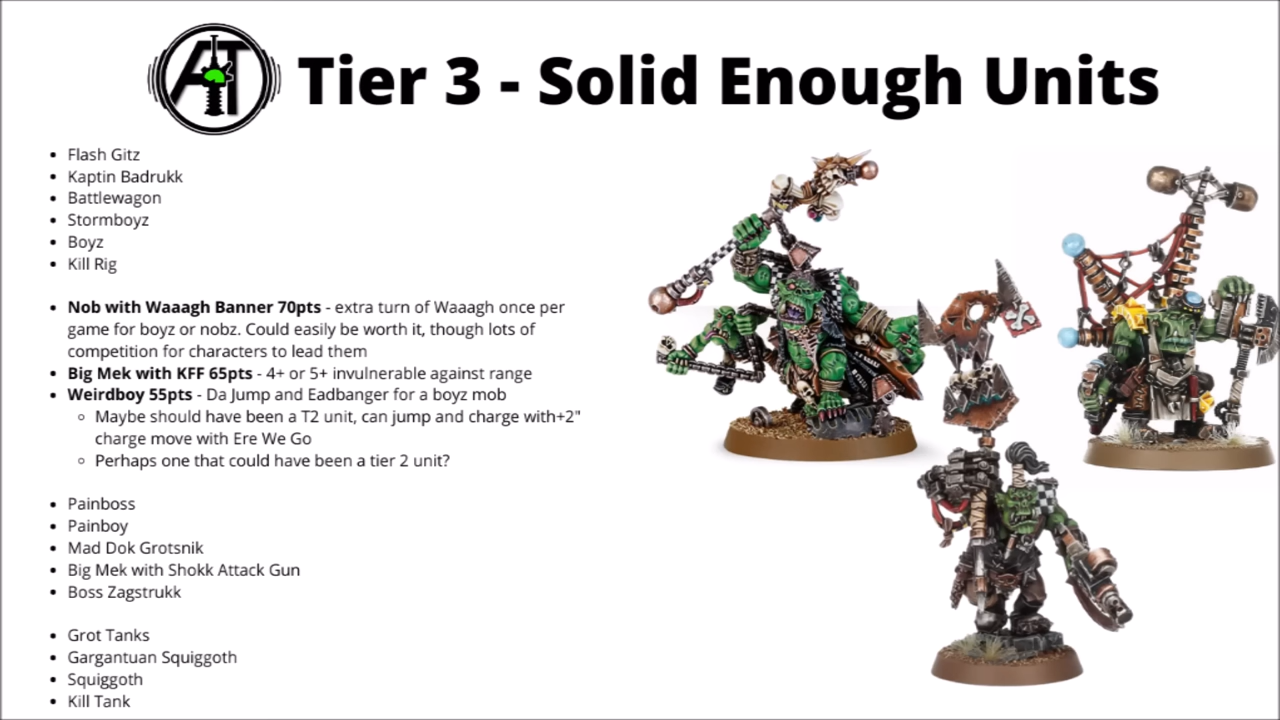 AT
Tier 3 - Solid Enough Units
• Flash Gitz
• Kaptin Badrukk
• Battlewagon
• Stormboyz
• Boyz
• Kill Rig
• Nob with Waaagh Banner 70pts - extra turn of Waaagh once per
game for boyz or nobz. Could easily be worth it, though lots of
competition for characters to lead them
• Big Mek with KFF 65pts - 4+ or 5+ invulnerable against range
• Weirdboy 55pts - Da Jump and Eadbanger for a boyz mob
◦ Maybe should have been a T2 unit, can jump and charge with+2"
charge move with Ere We Go
◦ Perhaps one that could have been a tier 2 unit?
• Painboss
• Painboy
• Mad Dok Grotsnik
• Big Mek with Shokk Attack Gun
• Boss Zagstrukk
• Grot Tanks
• Gargantuan Squiggoth
• Squiggoth
• Kill Tank